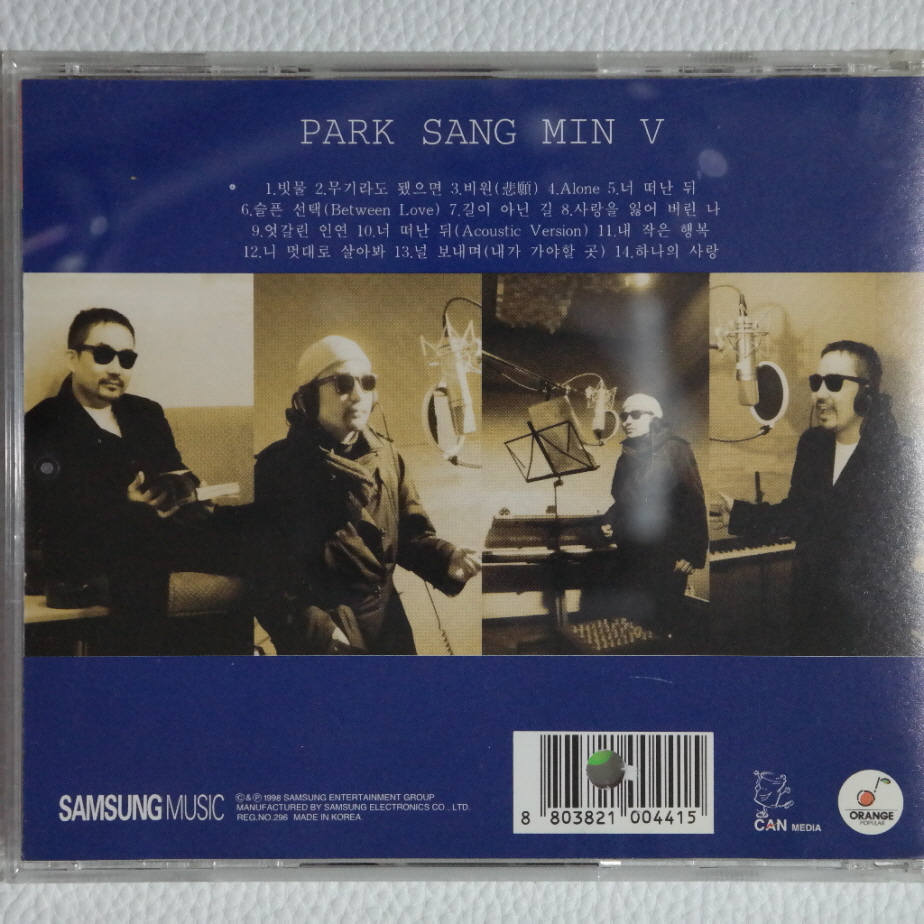 PARK SANG MIN V
1.빗물 2.무기라도 됐으면 3.비원(悲願) 4.Alone 5.너 떠난 뒤
6.슬픈 선택(Between Love) 7.길이 아닌 길 8.사랑을 잃어 버린 나
9.엇갈린 인연 10.너 떠난 뒤(Acoustic Version) 11.내 작은 행복
12.니 멋대로 살아봐 13.널 보내며(내가 가야할 곳) 14.하나의 사랑
SAMSUNG MUSIC
©&℗ 1998 SAMSUNG ENTERTAINMENT GROUP
MANUFACTURED BY SAMSUNG ELECTRONICS CO., LTD.
REG.NO.296 MADE IN KOREA
8 803821 004415
CAN MEDIA
ORANGE
POPULAR